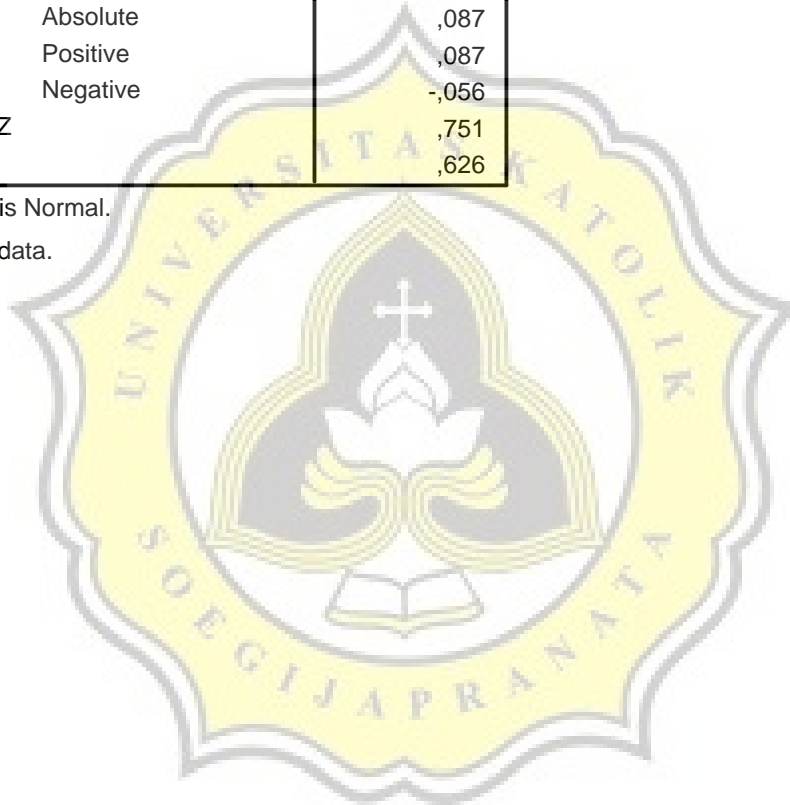 Absolute ,087
Positive ,087
Negative -,056
Z ,751
,626
is Normal.
data.
UNIVERSITAS KATOLIK
SOEGIJAPRANATA